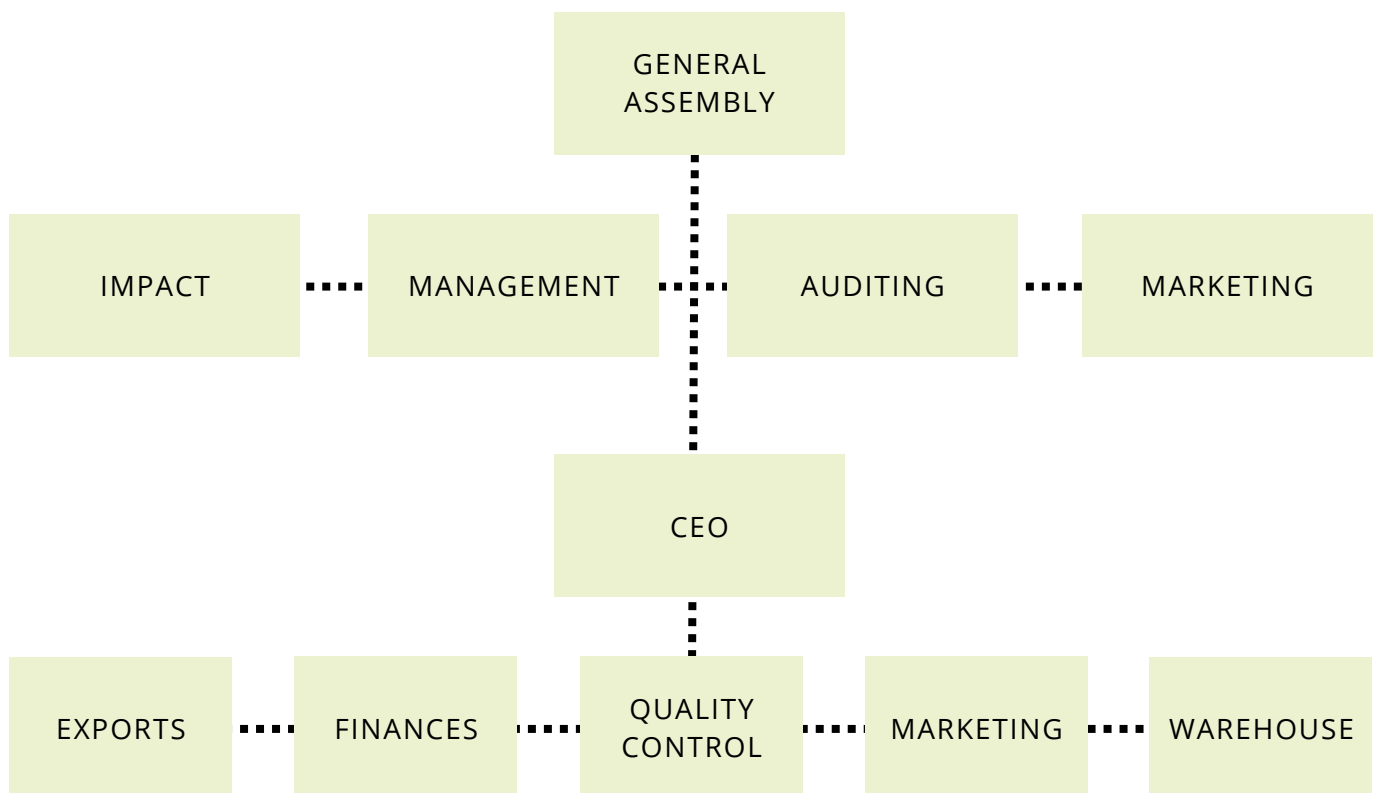 GENERAL
ASSEMBLY
IMPACT
MANAGEMENT
AUDITING
MARKETING
CEO
EXPORTS
FINANCES
QUALITY
CONTROL
MARKETING
WAREHOUSE